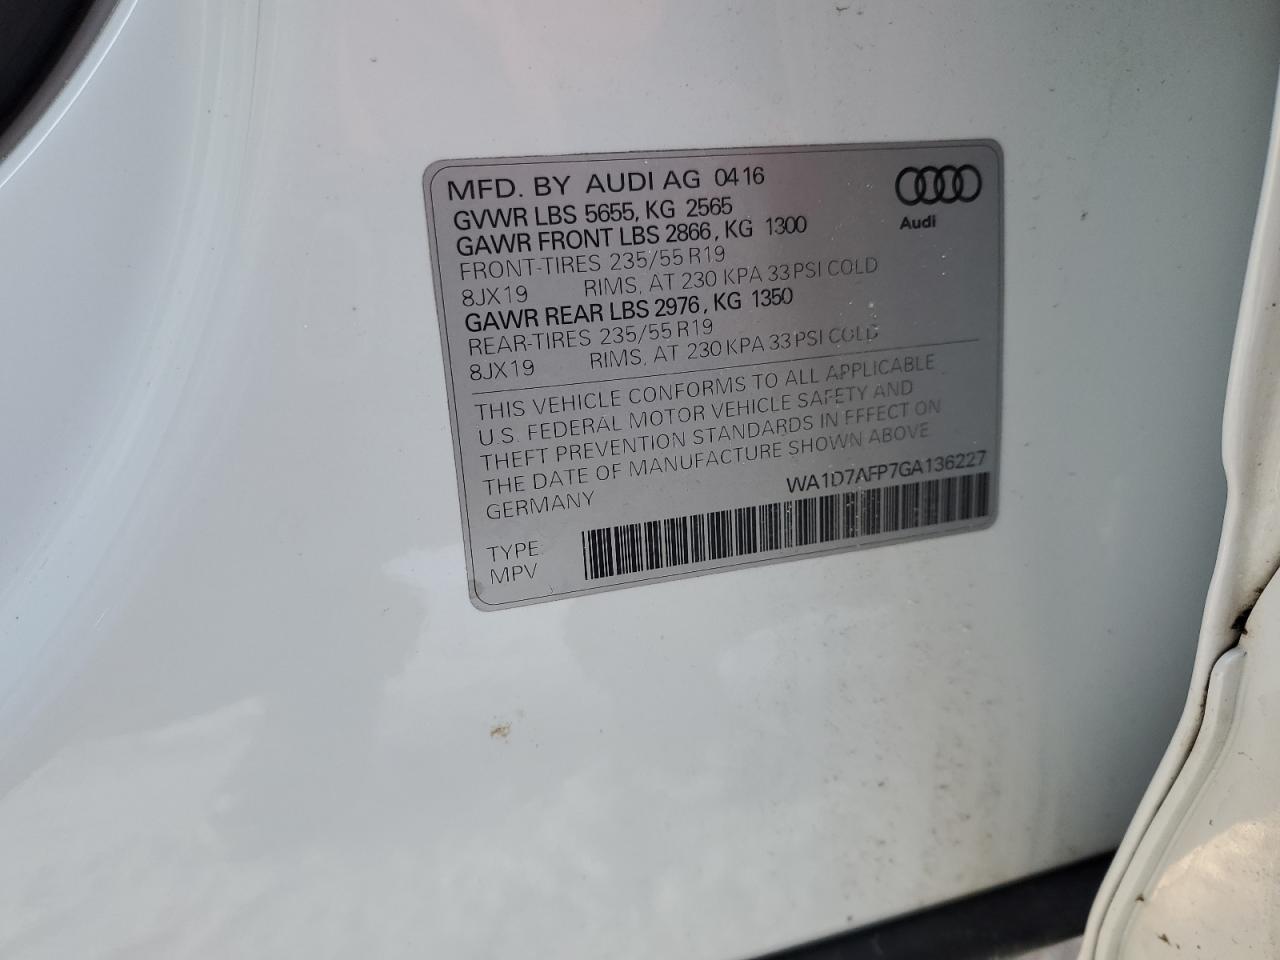 MFD. BY AUDI AG 0416
Audi
GVWR LBS 5655, KG 2565
GAWR FRONT LBS 2866, KG 1300
FRONT-TIRES 235/55 R19
8JX19 RIMS, AT 230 KPA 33 PSI COLD
GAWR REAR LBS 2976, KG 1350
REAR-TIRES 235/55 R19
8JX19 RIMS, AT 230 KPA 33 PSI COLD
THIS VEHICLE CONFORMS TO ALL APPLICABLE
U.S. FEDERAL MOTOR VEHICLE SAFETY AND
THEFT PREVENTION STANDARDS IN EFFECT ON
THE DATE OF MANUFACTURE SHOWN ABOVE
GERMANY WA1D7AFP7GA136227
TYPE:
MPV